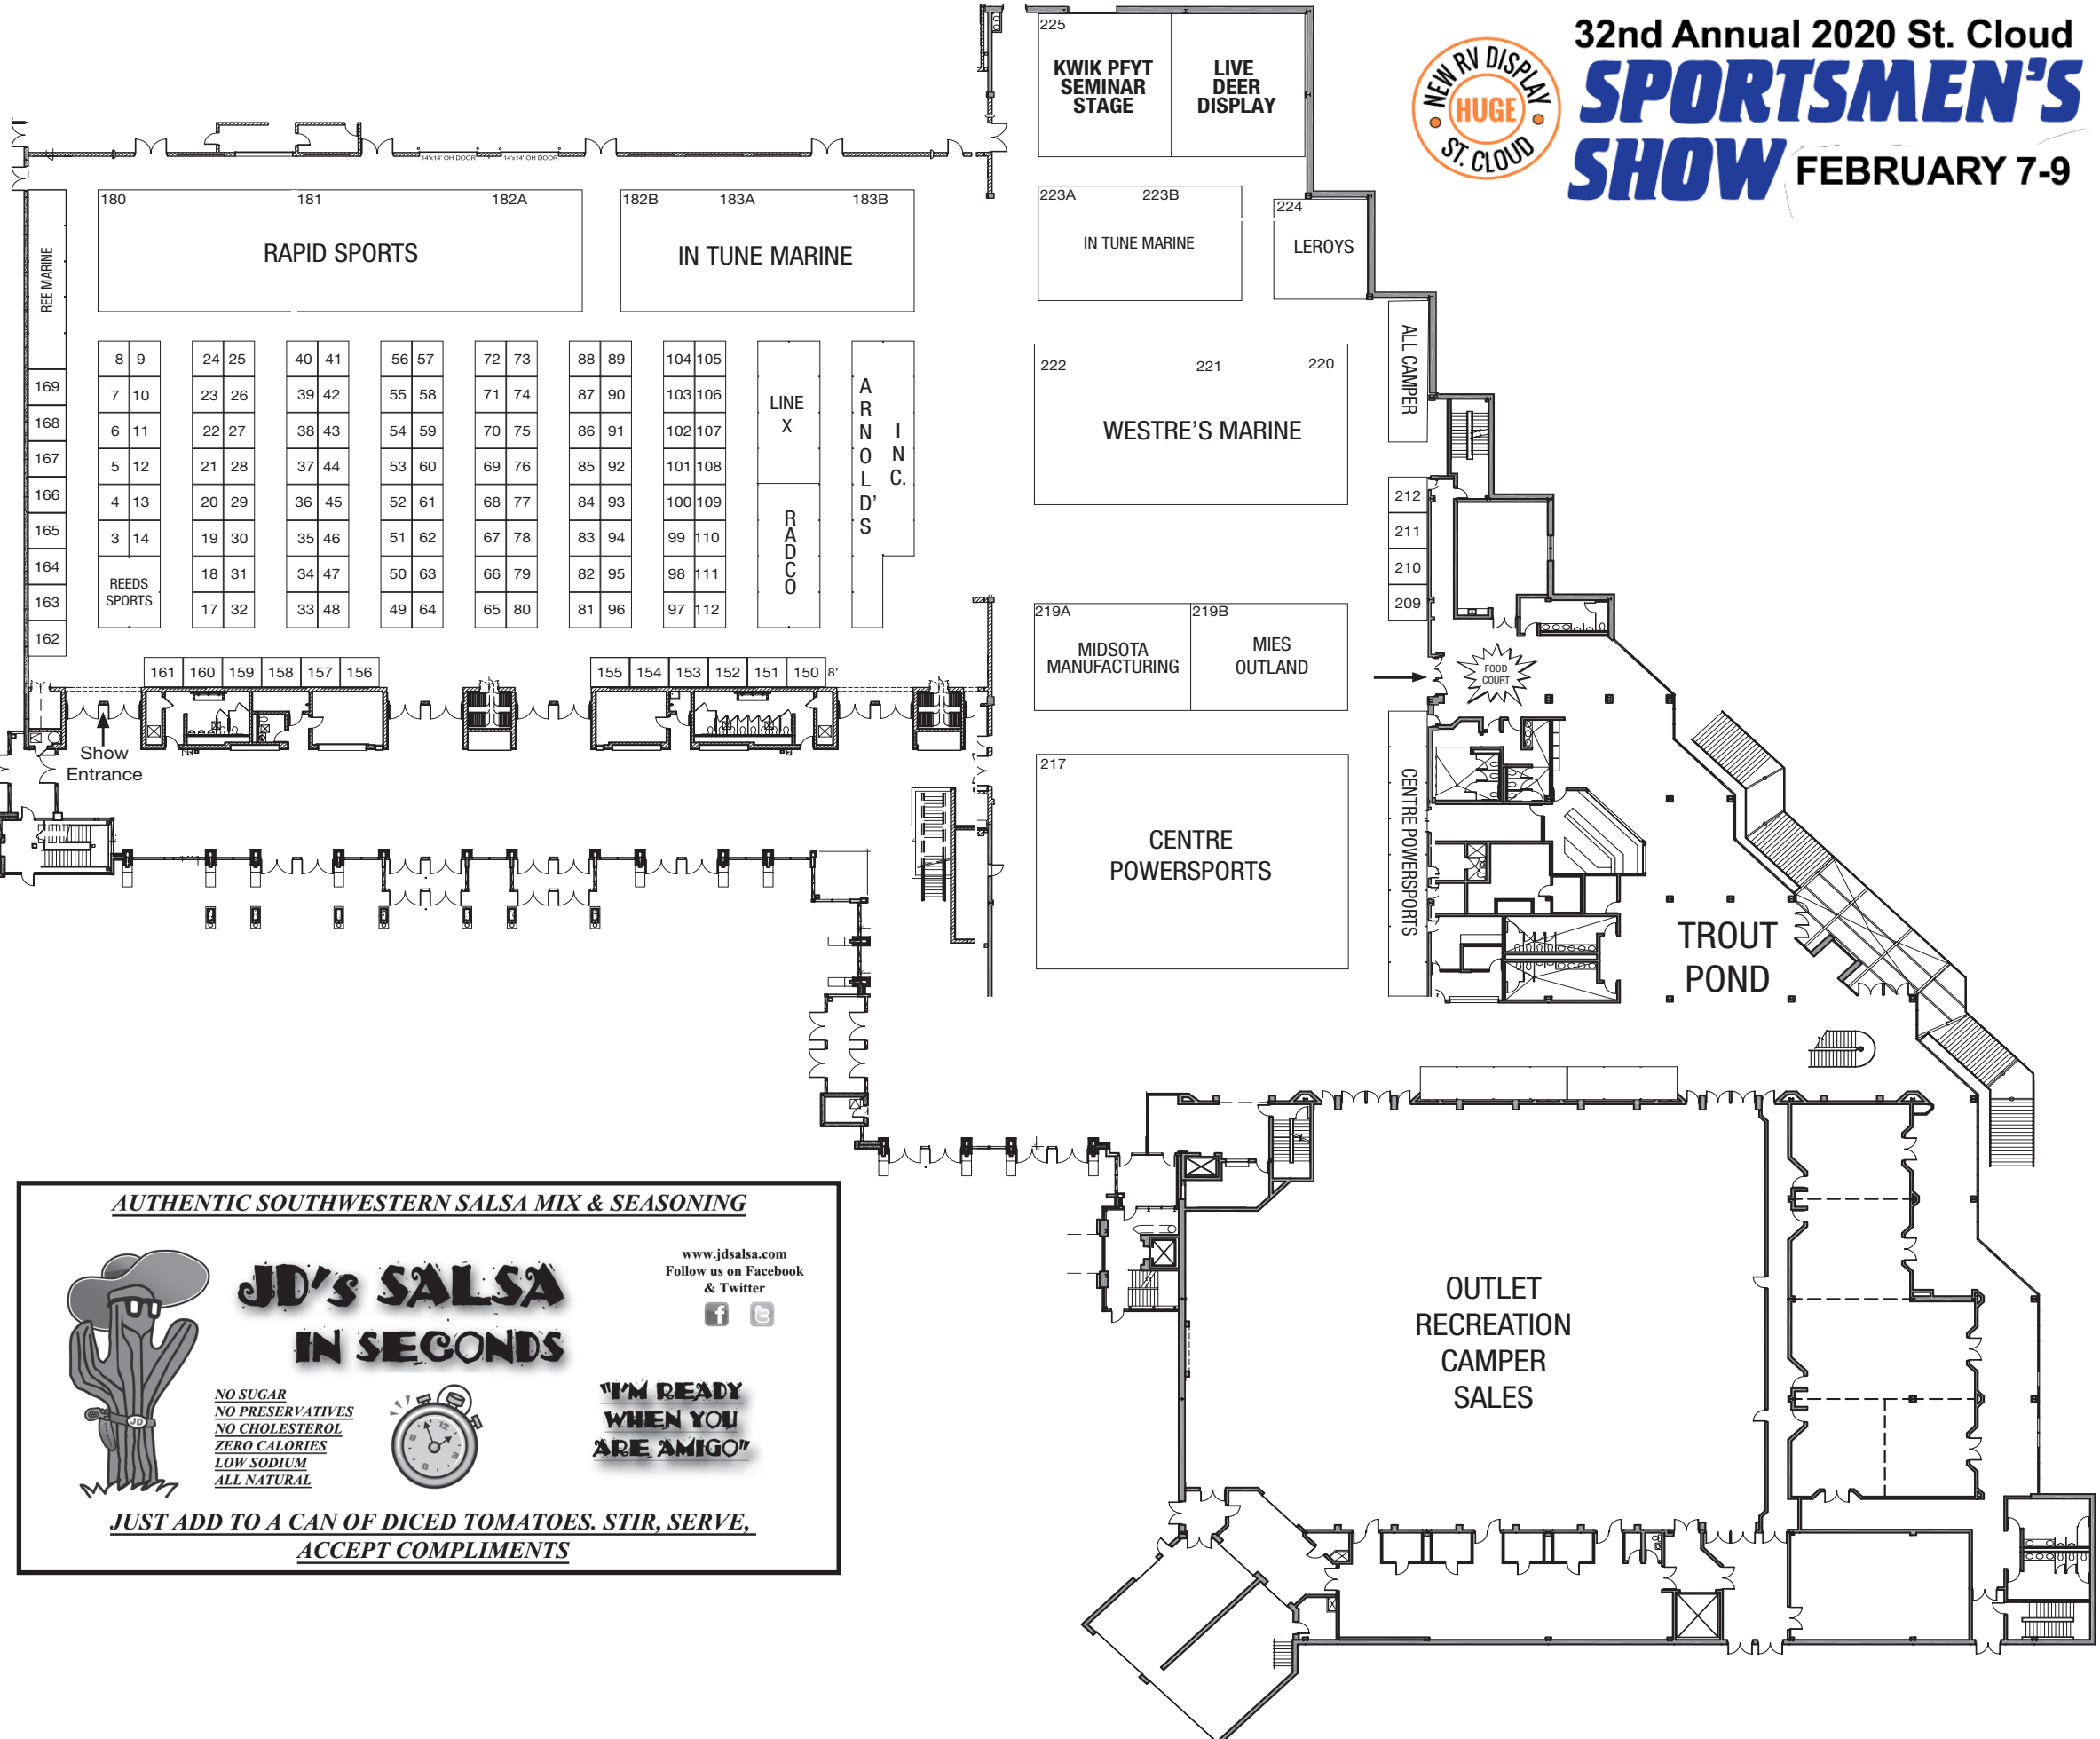 32nd Annual 2020 St. Cloud
SPORTSMEN'S
SHOW FEBRUARY 7-9
NEW RV DISPLAY
HUGE
ST. CLOUD
225
KWIK PFYT
SEMINAR
STAGE
LIVE
DEER
DISPLAY
14'x14' OH DOOR
14'x14' OH DOOR
180 181 182A
RAPID SPORTS
182B 183A 183B
IN TUNE MARINE
223A 223B
IN TUNE MARINE
224
LEROYS
REE MARINE
ALL CAMPER
222 221 220
WESTRE'S MARINE
169
168
167
166
165
164
163
162
8 9
7 10
6 11
5 12
4 13
3 14
REEDS
SPORTS
24 25
23 26
22 27
21 28
20 29
19 30
18 31
17 32
40 41
39 42
38 43
37 44
36 45
35 46
34 47
33 48
56 57
55 58
54 59
53 60
52 61
51 62
50 63
49 64
72 73
71 74
70 75
69 76
68 77
67 78
66 79
65 80
88 89
87 90
86 91
85 92
84 93
83 94
82 95
81 96
104 105
103 106
102 107
101 108
100 109
99 110
98 111
97 112
LINE
X
RADCO
ARNOLD'S
INC.
212
211
210
209
219A
MIDSOTA
MANUFACTURING
219B
MIES
OUTLAND
FOOD
COURT
161 160 159 158 157 156
155 154 153 152 151 150 8'
Show
Entrance
217
CENTRE
POWERSPORTS
CENTRE POWERSPORTS
TROUT
POND
OUTLET
RECREATION
CAMPER
SALES
AUTHENTIC SOUTHWESTERN SALSA MIX & SEASONING
JD's SALSA
IN SECONDS
www.jdsalsa.com
Follow us on Facebook
& Twitter
f t
JD
NO SUGAR
NO PRESERVATIVES
NO CHOLESTEROL
ZERO CALORIES
LOW SODIUM
ALL NATURAL
12
3
6
9
"I'M READY
WHEN YOU
ARE AMIGO"
JUST ADD TO A CAN OF DICED TOMATOES. STIR, SERVE,
ACCEPT COMPLIMENTS